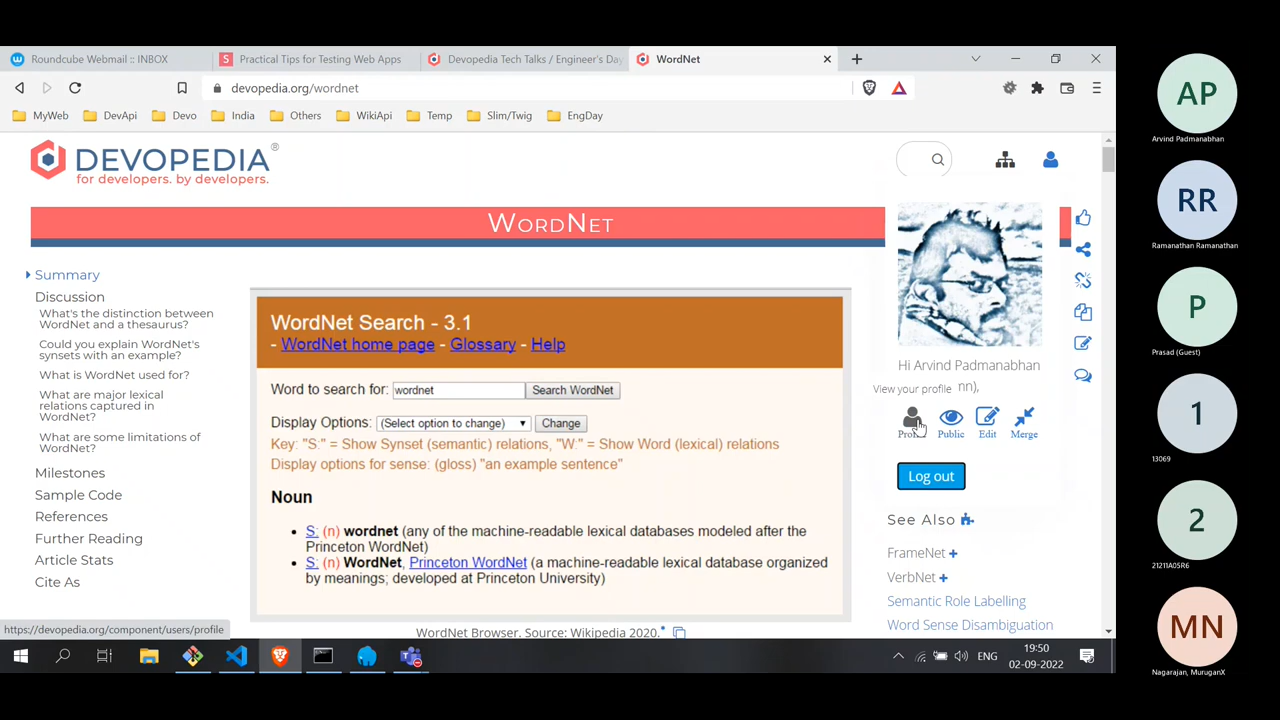 Roundcube Webmail :: INBOX
Practical Tips for Testing Web Apps
Devopedia Tech Talks / Engineer's Day
WordNet
devopedia.org/wordnet
MyWeb
DevApi
Devo
India
Others
WikiApi
Temp
Slim/Twig
EngDay
DEVOPEDIA®
for developers. by developers.
WORDNET
Summary
Discussion
What's the distinction between
WordNet and a thesaurus?
Could you explain WordNet's
synsets with an example?
What is WordNet used for?
What are major lexical
relations captured in
WordNet?
What are some limitations of
WordNet?
Milestones
Sample Code
References
Further Reading
Article Stats
Cite As
WordNet Search - 3.1
- WordNet home page - Glossary - Help
Word to search for: wordnet Search WordNet
Display Options: (Select option to change) Change
Key: "S:" = Show Synset (semantic) relations, "W:" = Show Word (lexical) relations
Display options for sense: (gloss) "an example sentence"
Noun
• S: (n) wordnet (any of the machine-readable lexical databases modeled after the
Princeton WordNet)
• S: (n) WordNet, Princeton WordNet (a machine-readable lexical database organized
by meanings; developed at Princeton University)
WordNet Browser. Source: Wikipedia 2020.
Hi Arvind Padmanabhan
nn),
View your profile
Public
Edit
Merge
Log out
See Also
FrameNet +
VerbNet +
Semantic Role Labelling
Word Sense Disambiguation
https://devopedia.org/component/users/profile
ENG
19:50
02-09-2022
AP
Arvind Padmanabhan
RR
Ramanathan Ramanathan
P
Prasad (Guest)
1
13069
2
21211A05R6
MN
Nagarajan, MuruganX